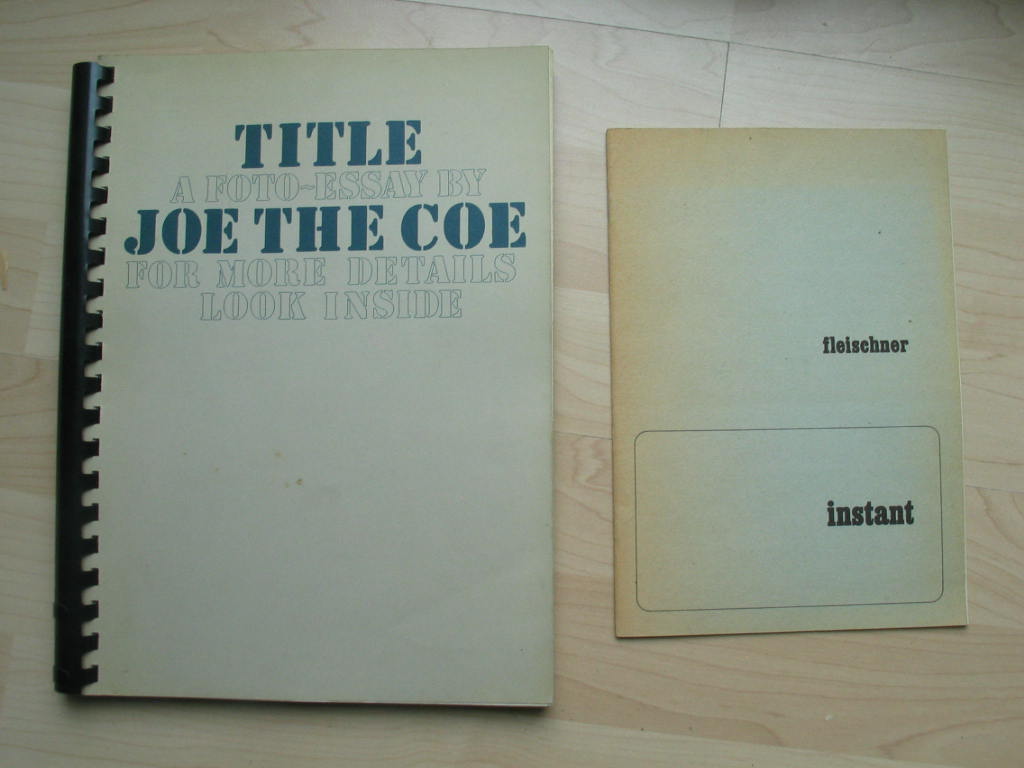 TITLE
A FOTO~ESSAY BY
JOE THE COE
FOR MORE DETAILS
LOOK INSIDE
fleischner
instant